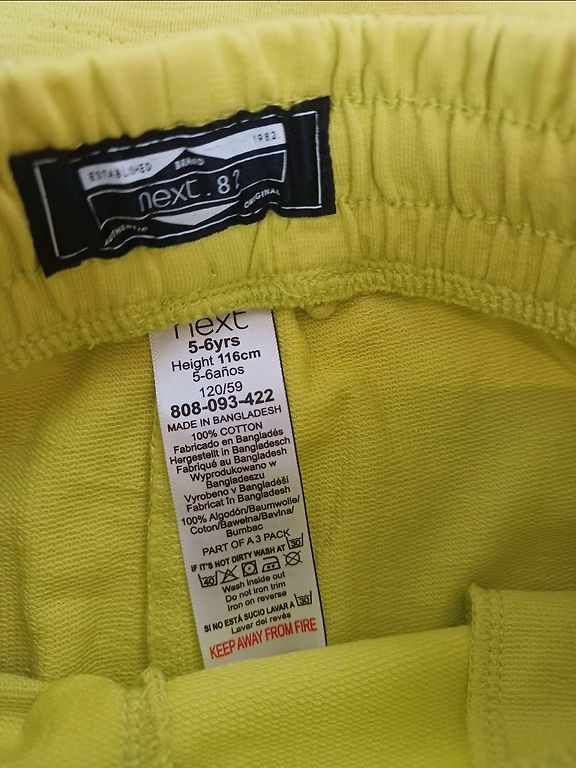 ESTABLISHED BRAND 1982
next.82
AUTHENTIC ORIGINAL
next
5-6yrs
Height 116cm
5-6años
120/59
808-093-422
MADE IN BANGLADESH
100% COTTON
Fabricado en Bangladés
Hergestellt in Bangladesch
Fabriqué au Bangladesh
Wyprodukowano w
Bangladeszu
Vyrobeno v Bangladéši
Fabricat în Bangladesh
100% Algodón/Baumwolle/
Coton/Bawełna/Bavlna/
Bumbac
PART OF A 3 PACK
IF IT'S NOT DIRTY WASH AT 30
40
Wash inside out
Do not iron trim
Iron on reverse
SI NO ESTÁ SUCIO LAVAR A 30
Lavar del revés
KEEP AWAY FROM FIRE